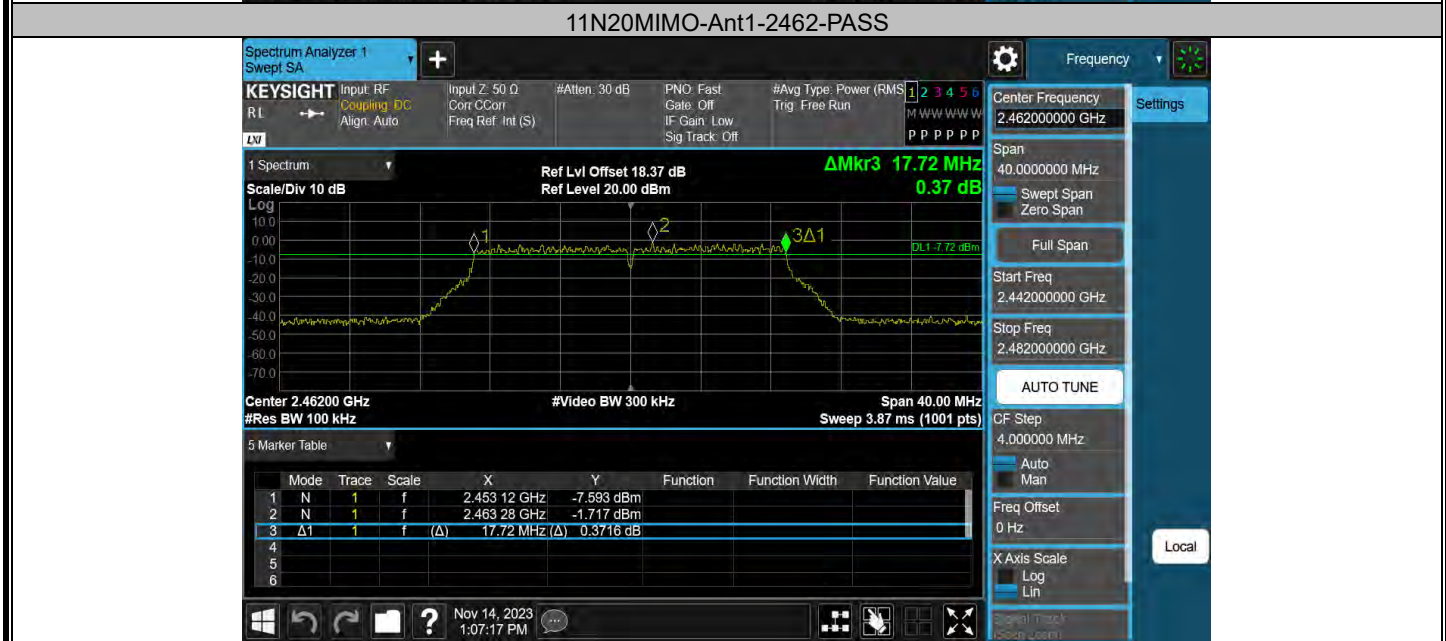 11N20MIMO-Ant1-2462-PASS
Spectrum Analyzer 1
Swept SA
+
Frequency
KEYSIGHT
RL
LXI
Input: RF
Coupling: DC
Align: Auto
Input Z: 50 Ω
Corr CCorr
Freq Ref: Int (S)
#Atten: 30 dB
PNO: Fast
Gate: Off
IF Gain: Low
Sig Track: Off
#Avg Type: Power (RMS
Trig: Free Run
1 2 3 4 5 6
M W W W W W
P P P P P P
Center Frequency
2.462000000 GHz
Settings
1 Spectrum
Scale/Div 10 dB
Ref Lvl Offset 18.37 dB
Ref Level 20.00 dBm
ΔMkr3 17.72 MHz
0.37 dB
Span
40.0000000 MHz
Swept Span
Zero Span
Log
10.0
0.00
-10.0
-20.0
-30.0
-40.0
-50.0
-60.0
-70.0
1
2
3Δ1
DL1 -7.72 dBm
Full Span
Start Freq
2.442000000 GHz
Stop Freq
2.482000000 GHz
AUTO TUNE
Center 2.46200 GHz
#Res BW 100 kHz
#Video BW 300 kHz
Span 40.00 MHz
Sweep 3.87 ms (1001 pts)
CF Step
4.000000 MHz
Auto
Man
5 Marker Table
Mode Trace Scale X Y Function Function Width Function Value
1 N 1 f 2.453 12 GHz -7.593 dBm
2 N 1 f 2.463 28 GHz -1.717 dBm
3 Δ1 1 f (Δ) 17.72 MHz (Δ) 0.3716 dB
4
5
6
Freq Offset
0 Hz
Local
X Axis Scale
Log
Lin
Signal Track
(Span Zoom)
?
Nov 14, 2023
1:07:17 PM